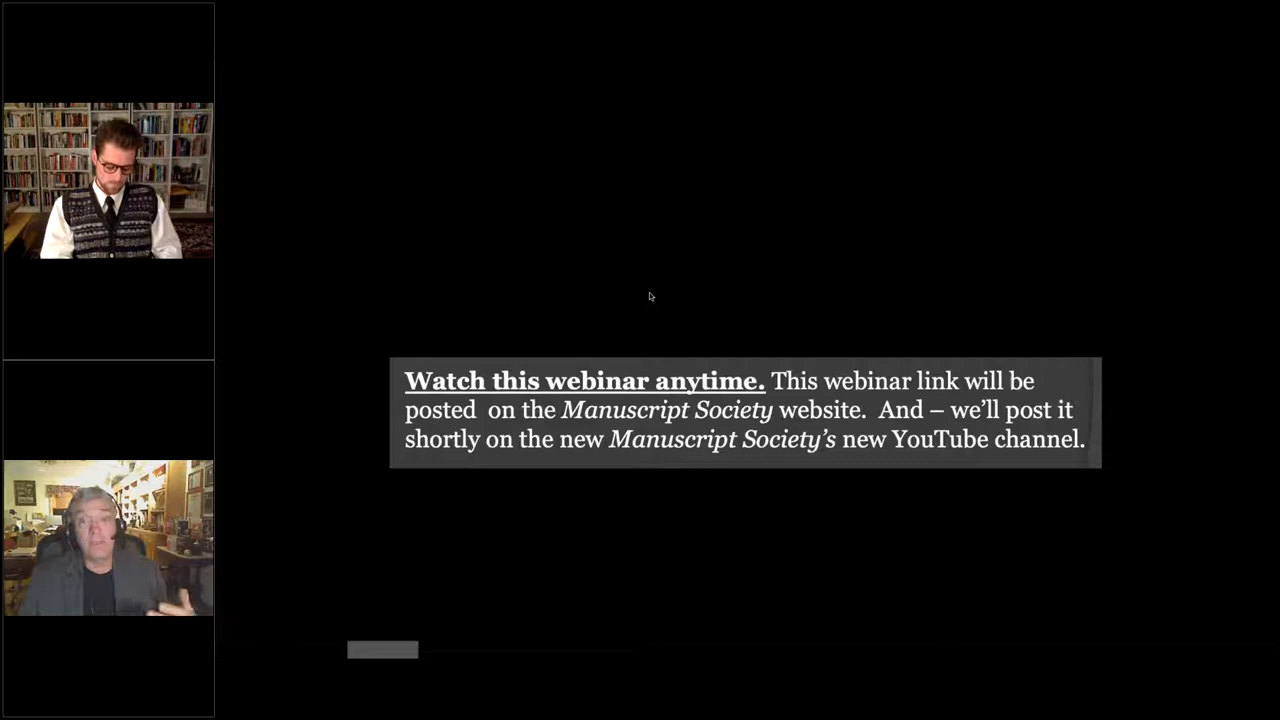 Watch this webinar anytime. This webinar link will be
posted on the Manuscript Society website. And – we’ll post it
shortly on the new Manuscript Society’s new YouTube channel.